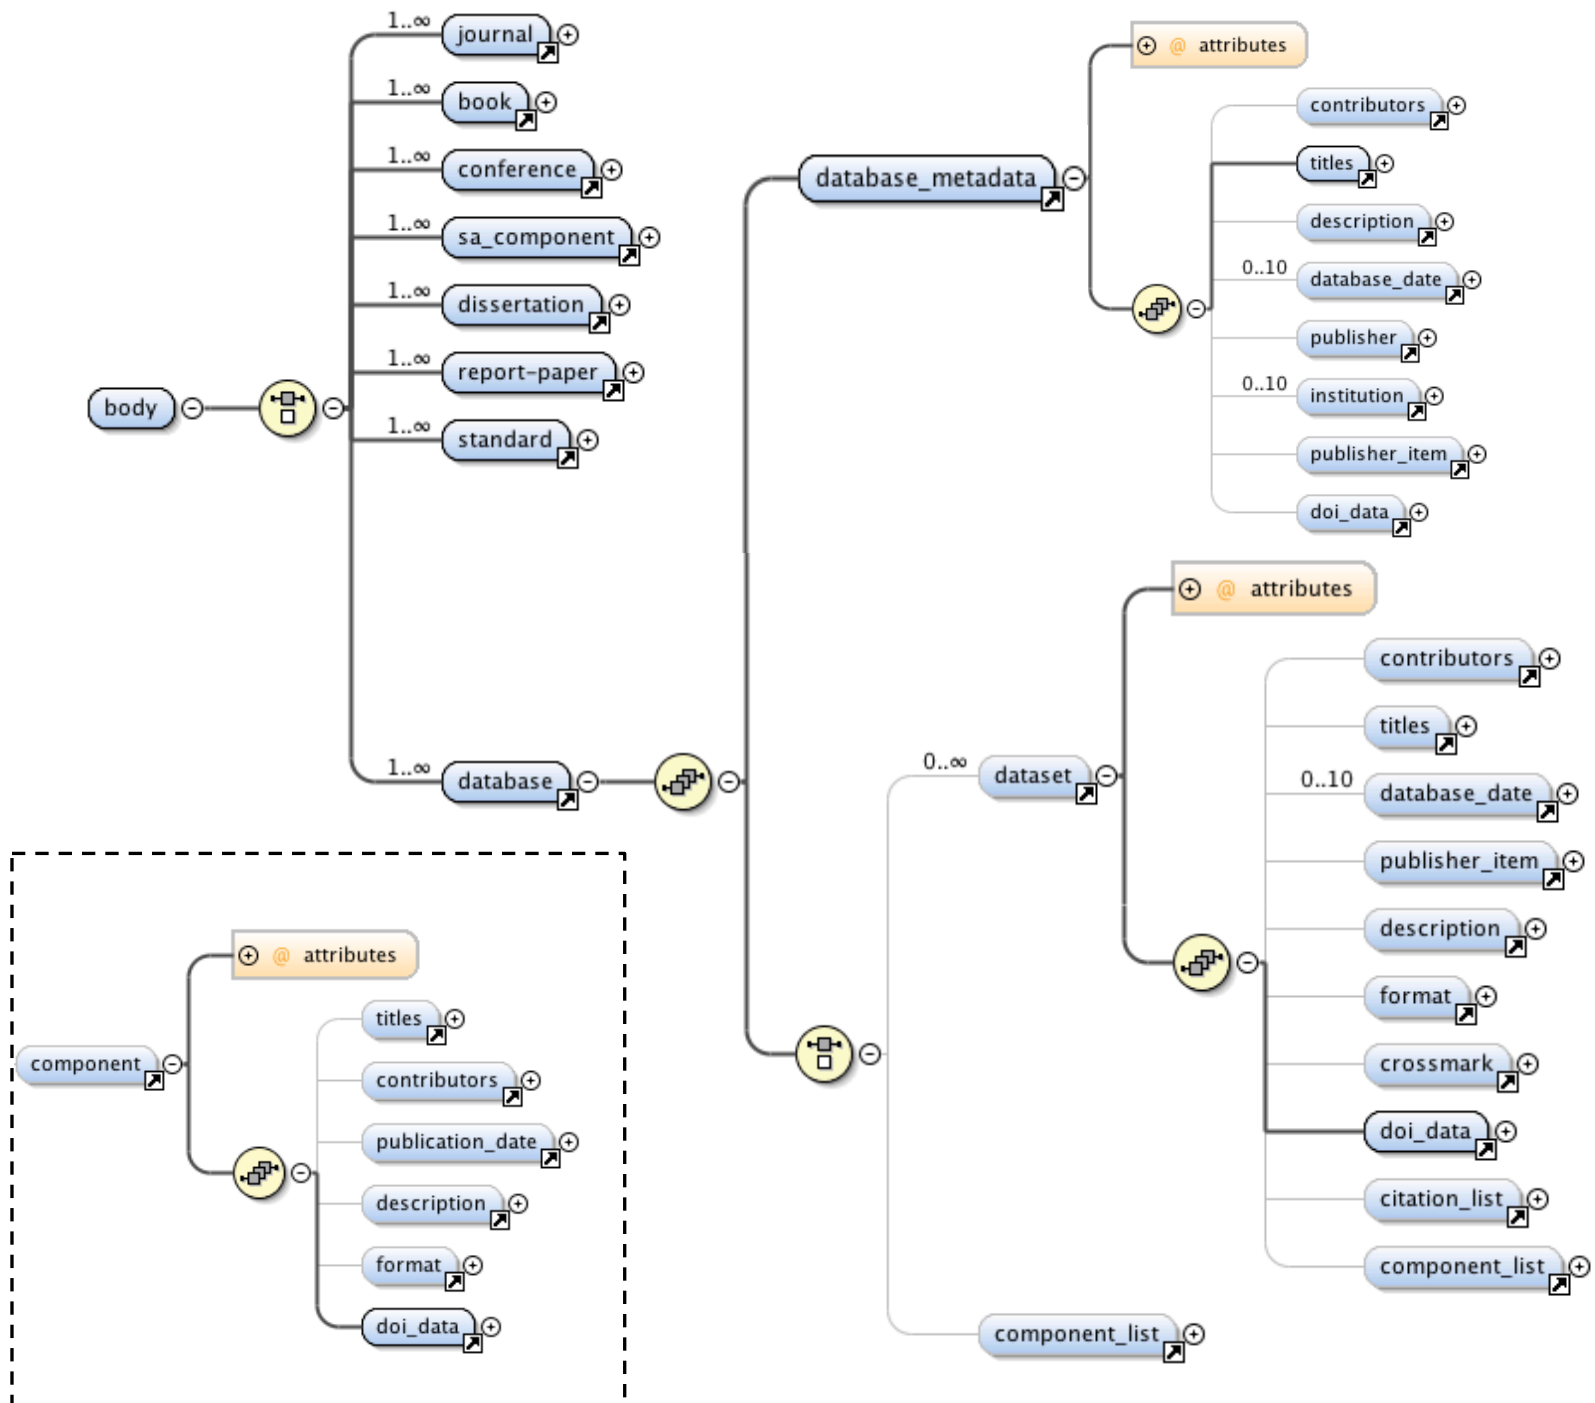 1..∞ journal
1..∞ book
1..∞ conference
1..∞ sa_component
1..∞ dissertation
1..∞ report-paper
1..∞ standard
body
1..∞ database
database_metadata
@ attributes
contributors
titles
description
0..10 database_date
publisher
0..10 institution
publisher_item
doi_data
0..∞ dataset
@ attributes
contributors
titles
0..10 database_date
publisher_item
description
format
crossmark
doi_data
citation_list
component_list
component_list
component
@ attributes
titles
contributors
publication_date
description
format
doi_data